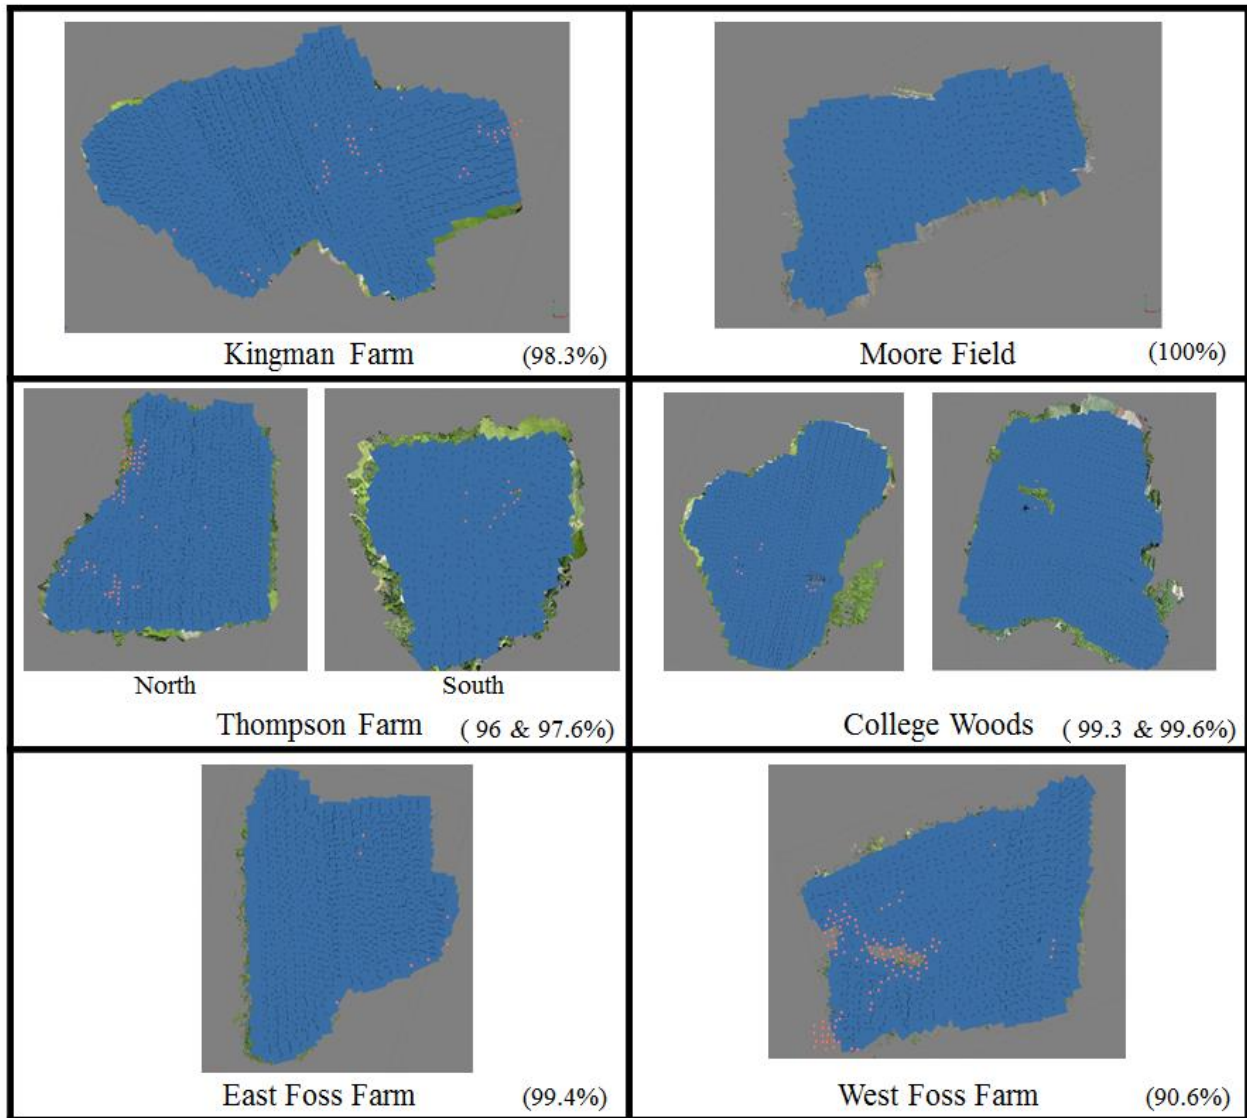 Kingman Farm (98.3%)
Moore Field (100%)
North South
Thompson Farm ( 96 & 97.6%)
College Woods ( 99.3 & 99.6%)
East Foss Farm (99.4%)
West Foss Farm (90.6%)